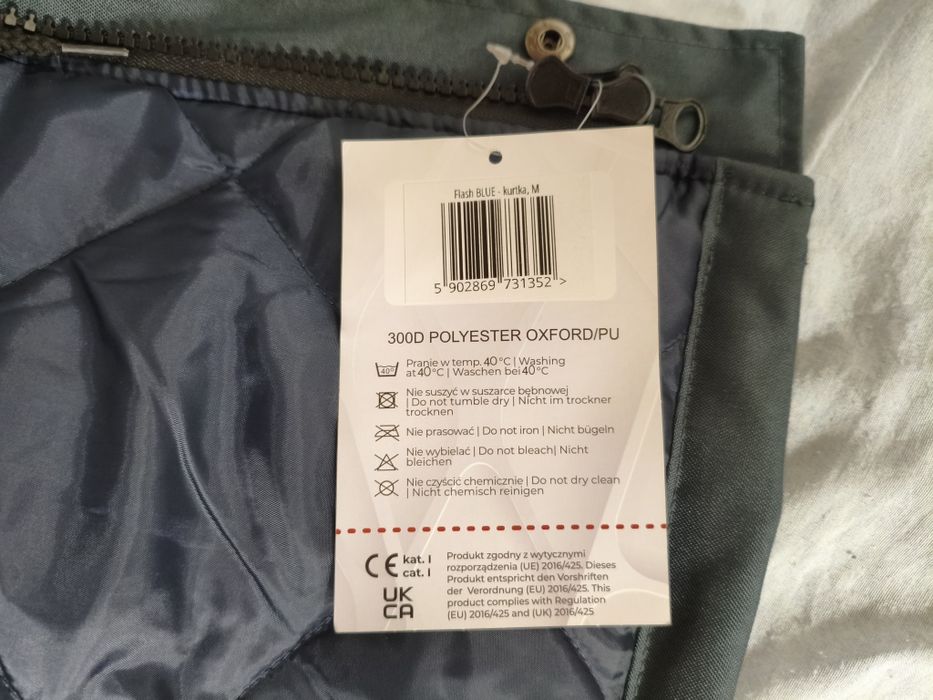 Flash BLUE - kurtka, M
5 902869 731352 >
300D POLYESTER OXFORD/PU
40° Pranie w temp. 40°C | Washing
at 40°C | Waschen bei 40°C
Nie suszyć w suszarce bębnowej
| Do not tumble dry | Nicht im trockner
trocknen
Nie prasować | Do not iron | Nicht bügeln
Nie wybielać | Do not bleach| Nicht
bleichen
Nie czyścić chemicznie | Do not dry clean
| Nicht chemisch reinigen
CE kat. I
cat. I
UK
CA
Produkt zgodny z wytycznymi
rozporządzenia (UE) 2016/425. Dieses
Produkt entspricht den Vorshriften
der Verordnung (EU) 2016/425. This
product complies with Regulation
(EU) 2016/425 and (UK) 2016/425